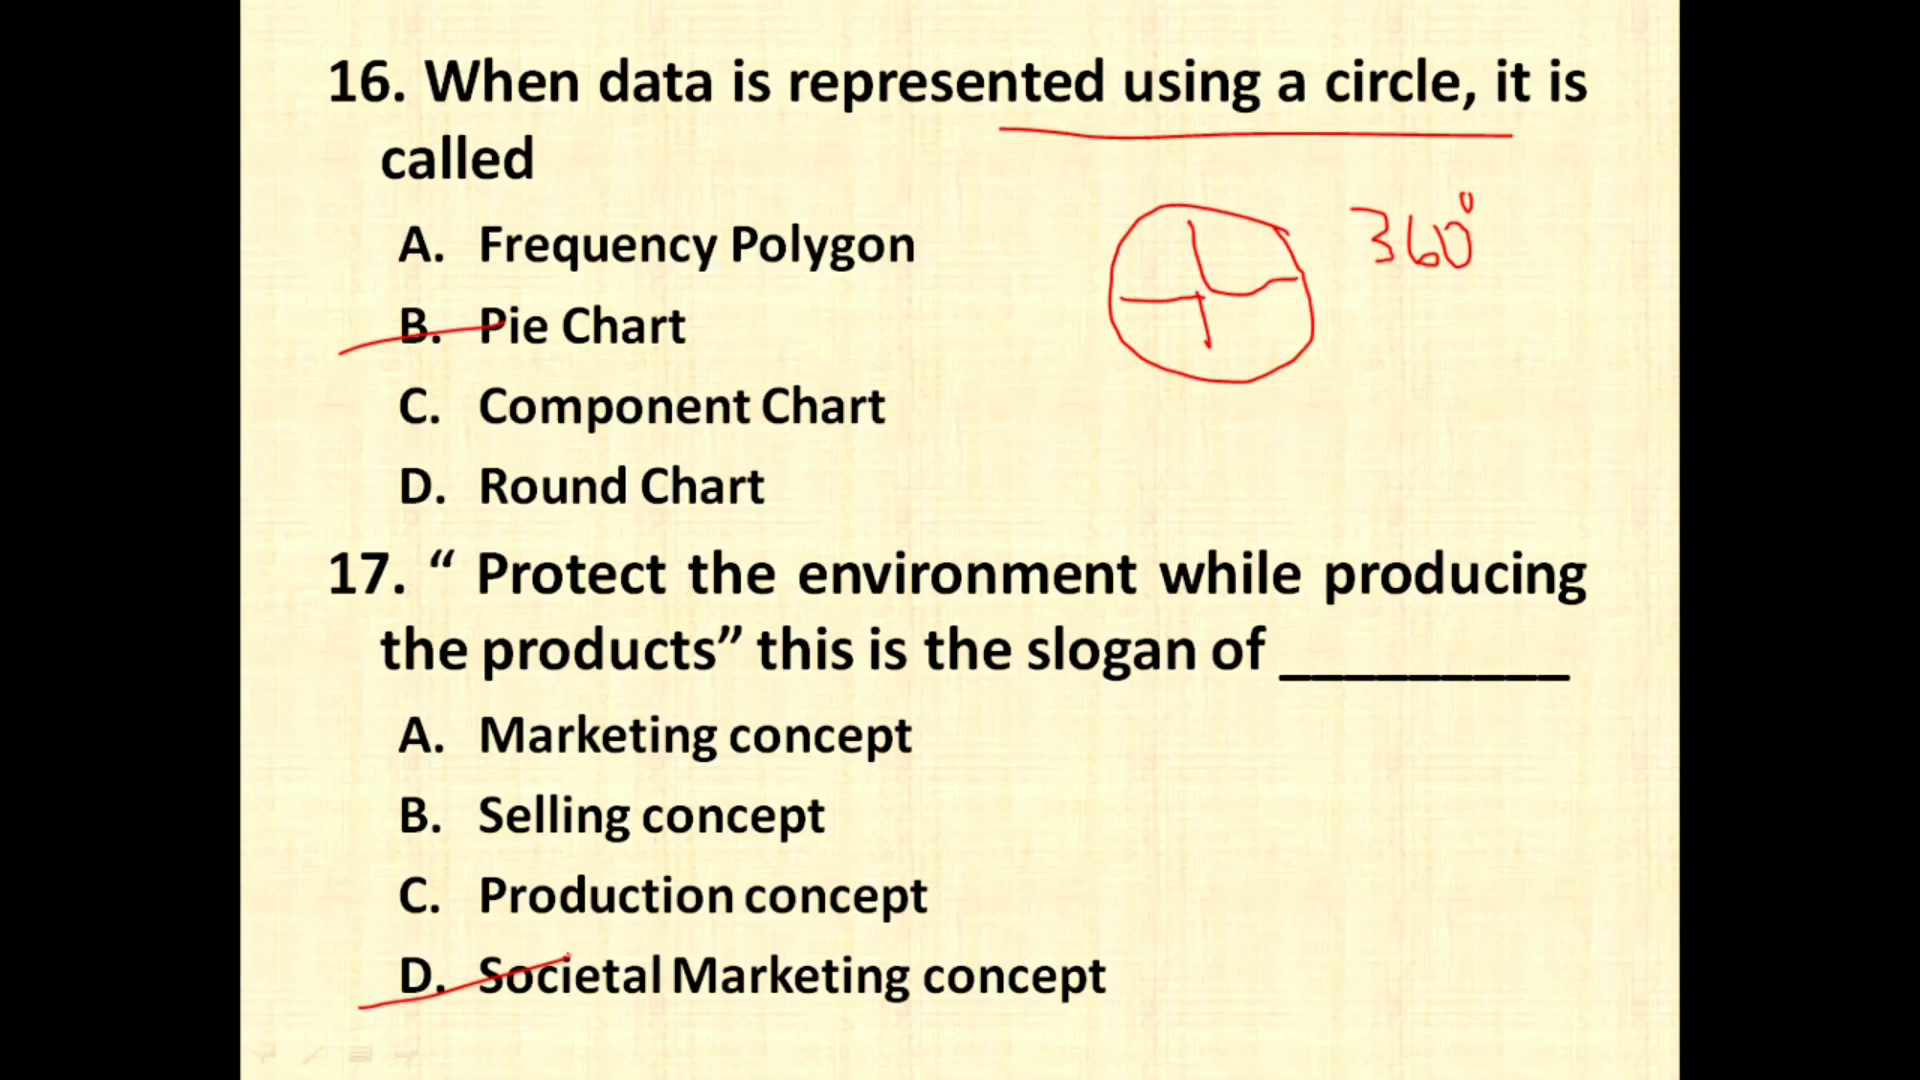 16. When data is represented using a circle, it is
called
A. Frequency Polygon
360°
B. Pie Chart
C. Component Chart
D. Round Chart
17. “ Protect the environment while producing
the products” this is the slogan of _________
A. Marketing concept
B. Selling concept
C. Production concept
D. Societal Marketing concept